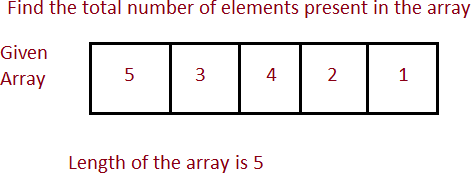 Find the total number of elements present in the array
Given
Array
5 3 4 2 1
Length of the array is 5